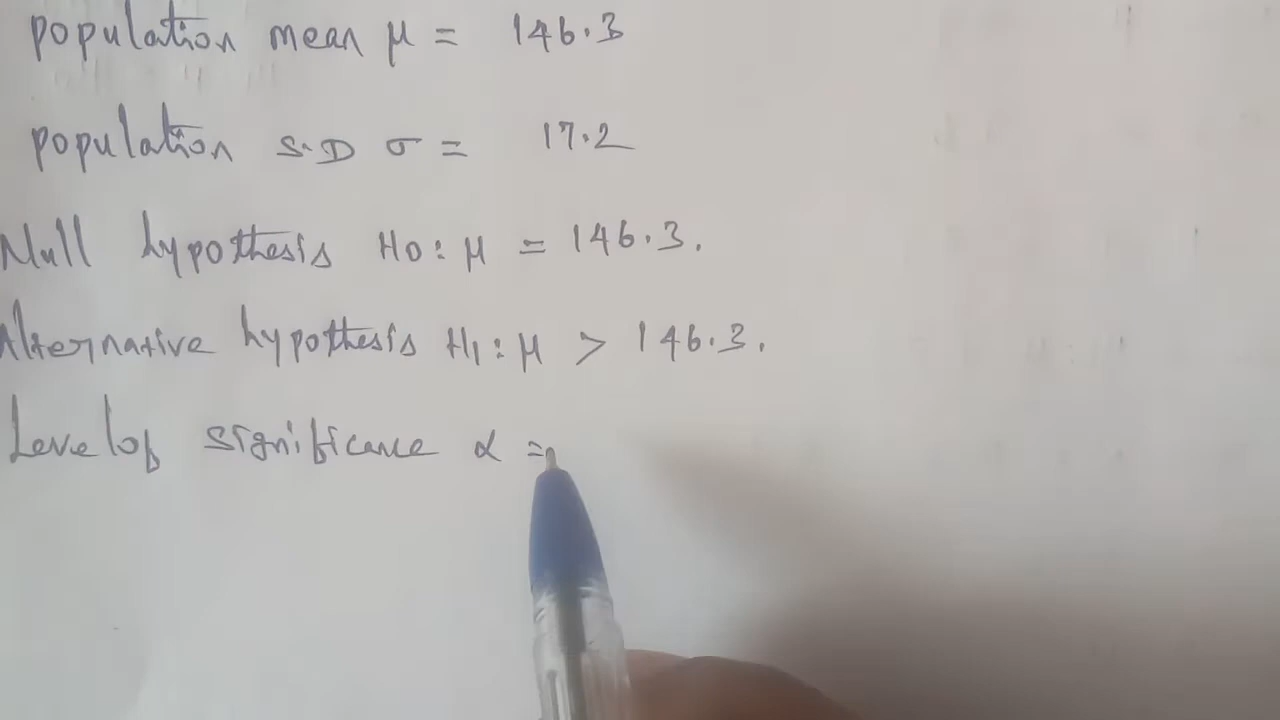 population mean μ = 146.3
population S.D σ = 17.2
Null hypothesis H0 : μ = 146.3.
Alternative hypothesis H1 : μ > 146.3.
Level of significance α =